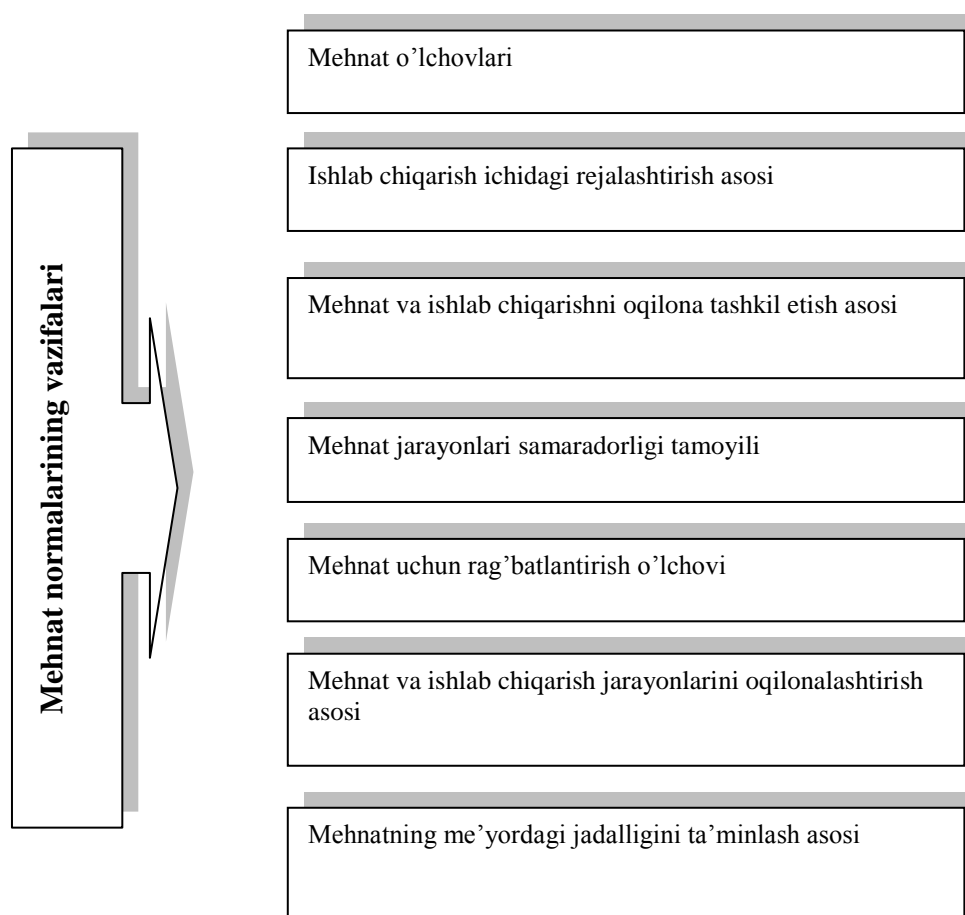 Mehnat normalarining vazifalari
Mehnat o’lchovlari
Ishlab chiqarish ichidagi rejalashtirish asosi
Mehnat va ishlab chiqarishni oqilona tashkil etish asosi
Mehnat jarayonlari samaradorligi tamoyili
Mehnat uchun rag’batlantirish o’lchovi
Mehnat va ishlab chiqarish jarayonlarini oqilonalashtirish
asosi
Mehnatning me’yordagi jadalligini ta’minlash asosi